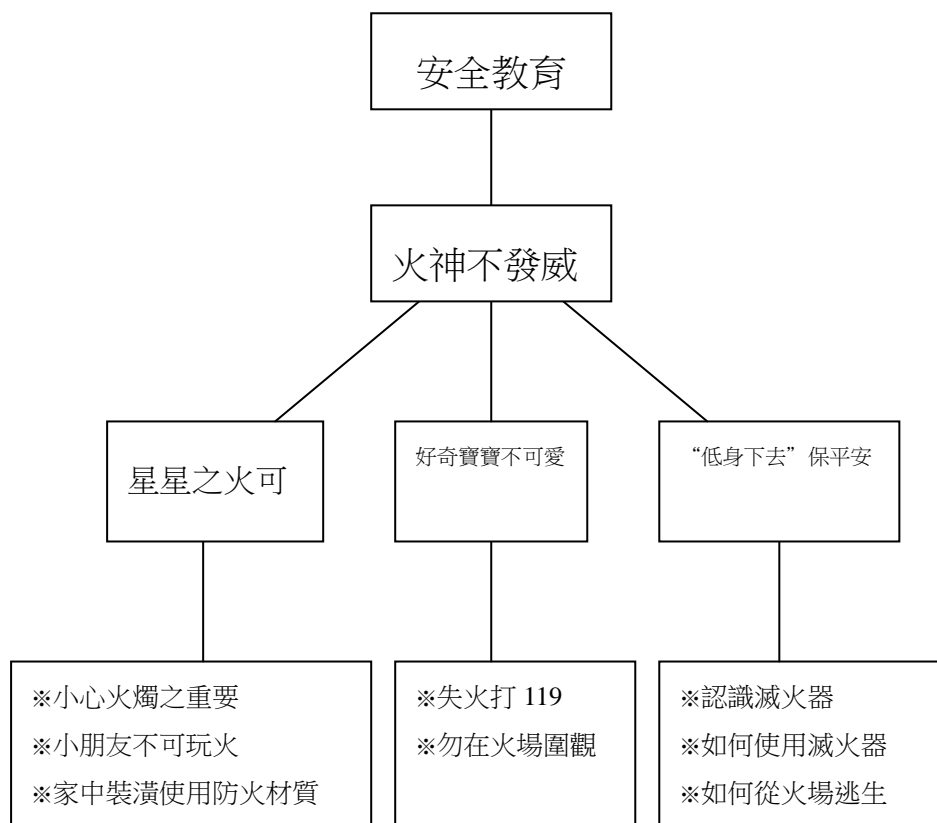 安全教育
火神不發威
星星之火可
好奇寶寶不可愛
“低身下去”保平安
※小心火燭之重要
※小朋友不可玩火
※家中裝潢使用防火材質
※失火打 119
※勿在火場圍觀
※認識滅火器
※如何使用滅火器
※如何從火場逃生